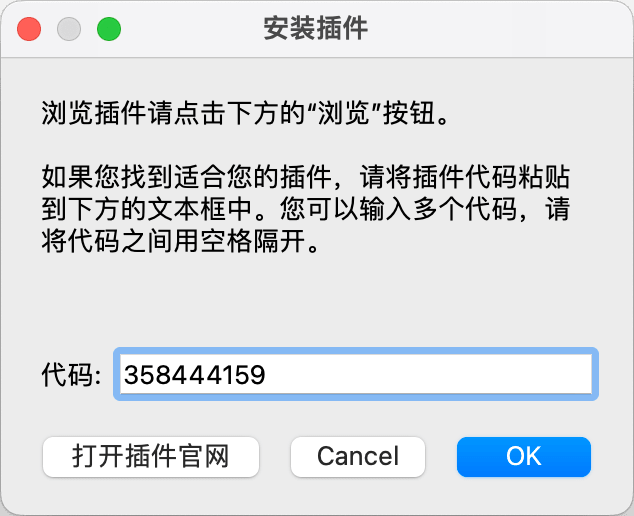 安装插件
浏览插件请点击下方的“浏览”按钮。
如果您找到适合您的插件，请将插件代码粘贴
到下方的文本框中。您可以输入多个代码，请
将代码之间用空格隔开。
代码: 358444159
打开插件官网 Cancel OK